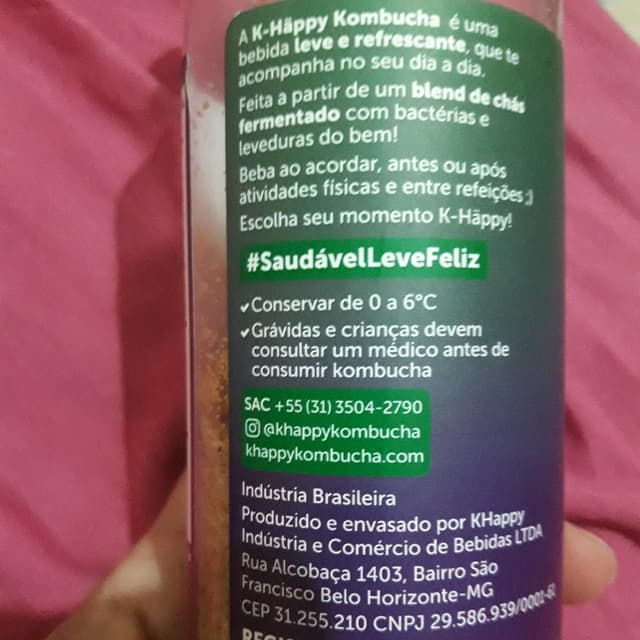 A K-Häppy Kombucha é uma
bebida leve e refrescante, que te
acompanha no seu dia a dia.
Feita a partir de um blend de chás
fermentado com bactérias e
leveduras do bem!
Beba ao acordar, antes ou após
atividades físicas e entre refeições ;)
Escolha seu momento K-Häppy!
#SaudávelLeveFeliz
✓Conservar de 0 a 6°C
✓Grávidas e crianças devem
consultar um médico antes de
consumir kombucha
SAC +55 (31) 3504-2790
@khappykombucha
khappykombucha.com
Indústria Brasileira
Produzido e envasado por KHappy
Indústria e Comércio de Bebidas LTDA
Rua Alcobaça 1403, Bairro São
Francisco Belo Horizonte-MG
CEP 31.255.210 CNPJ 29.586.939/0001-61